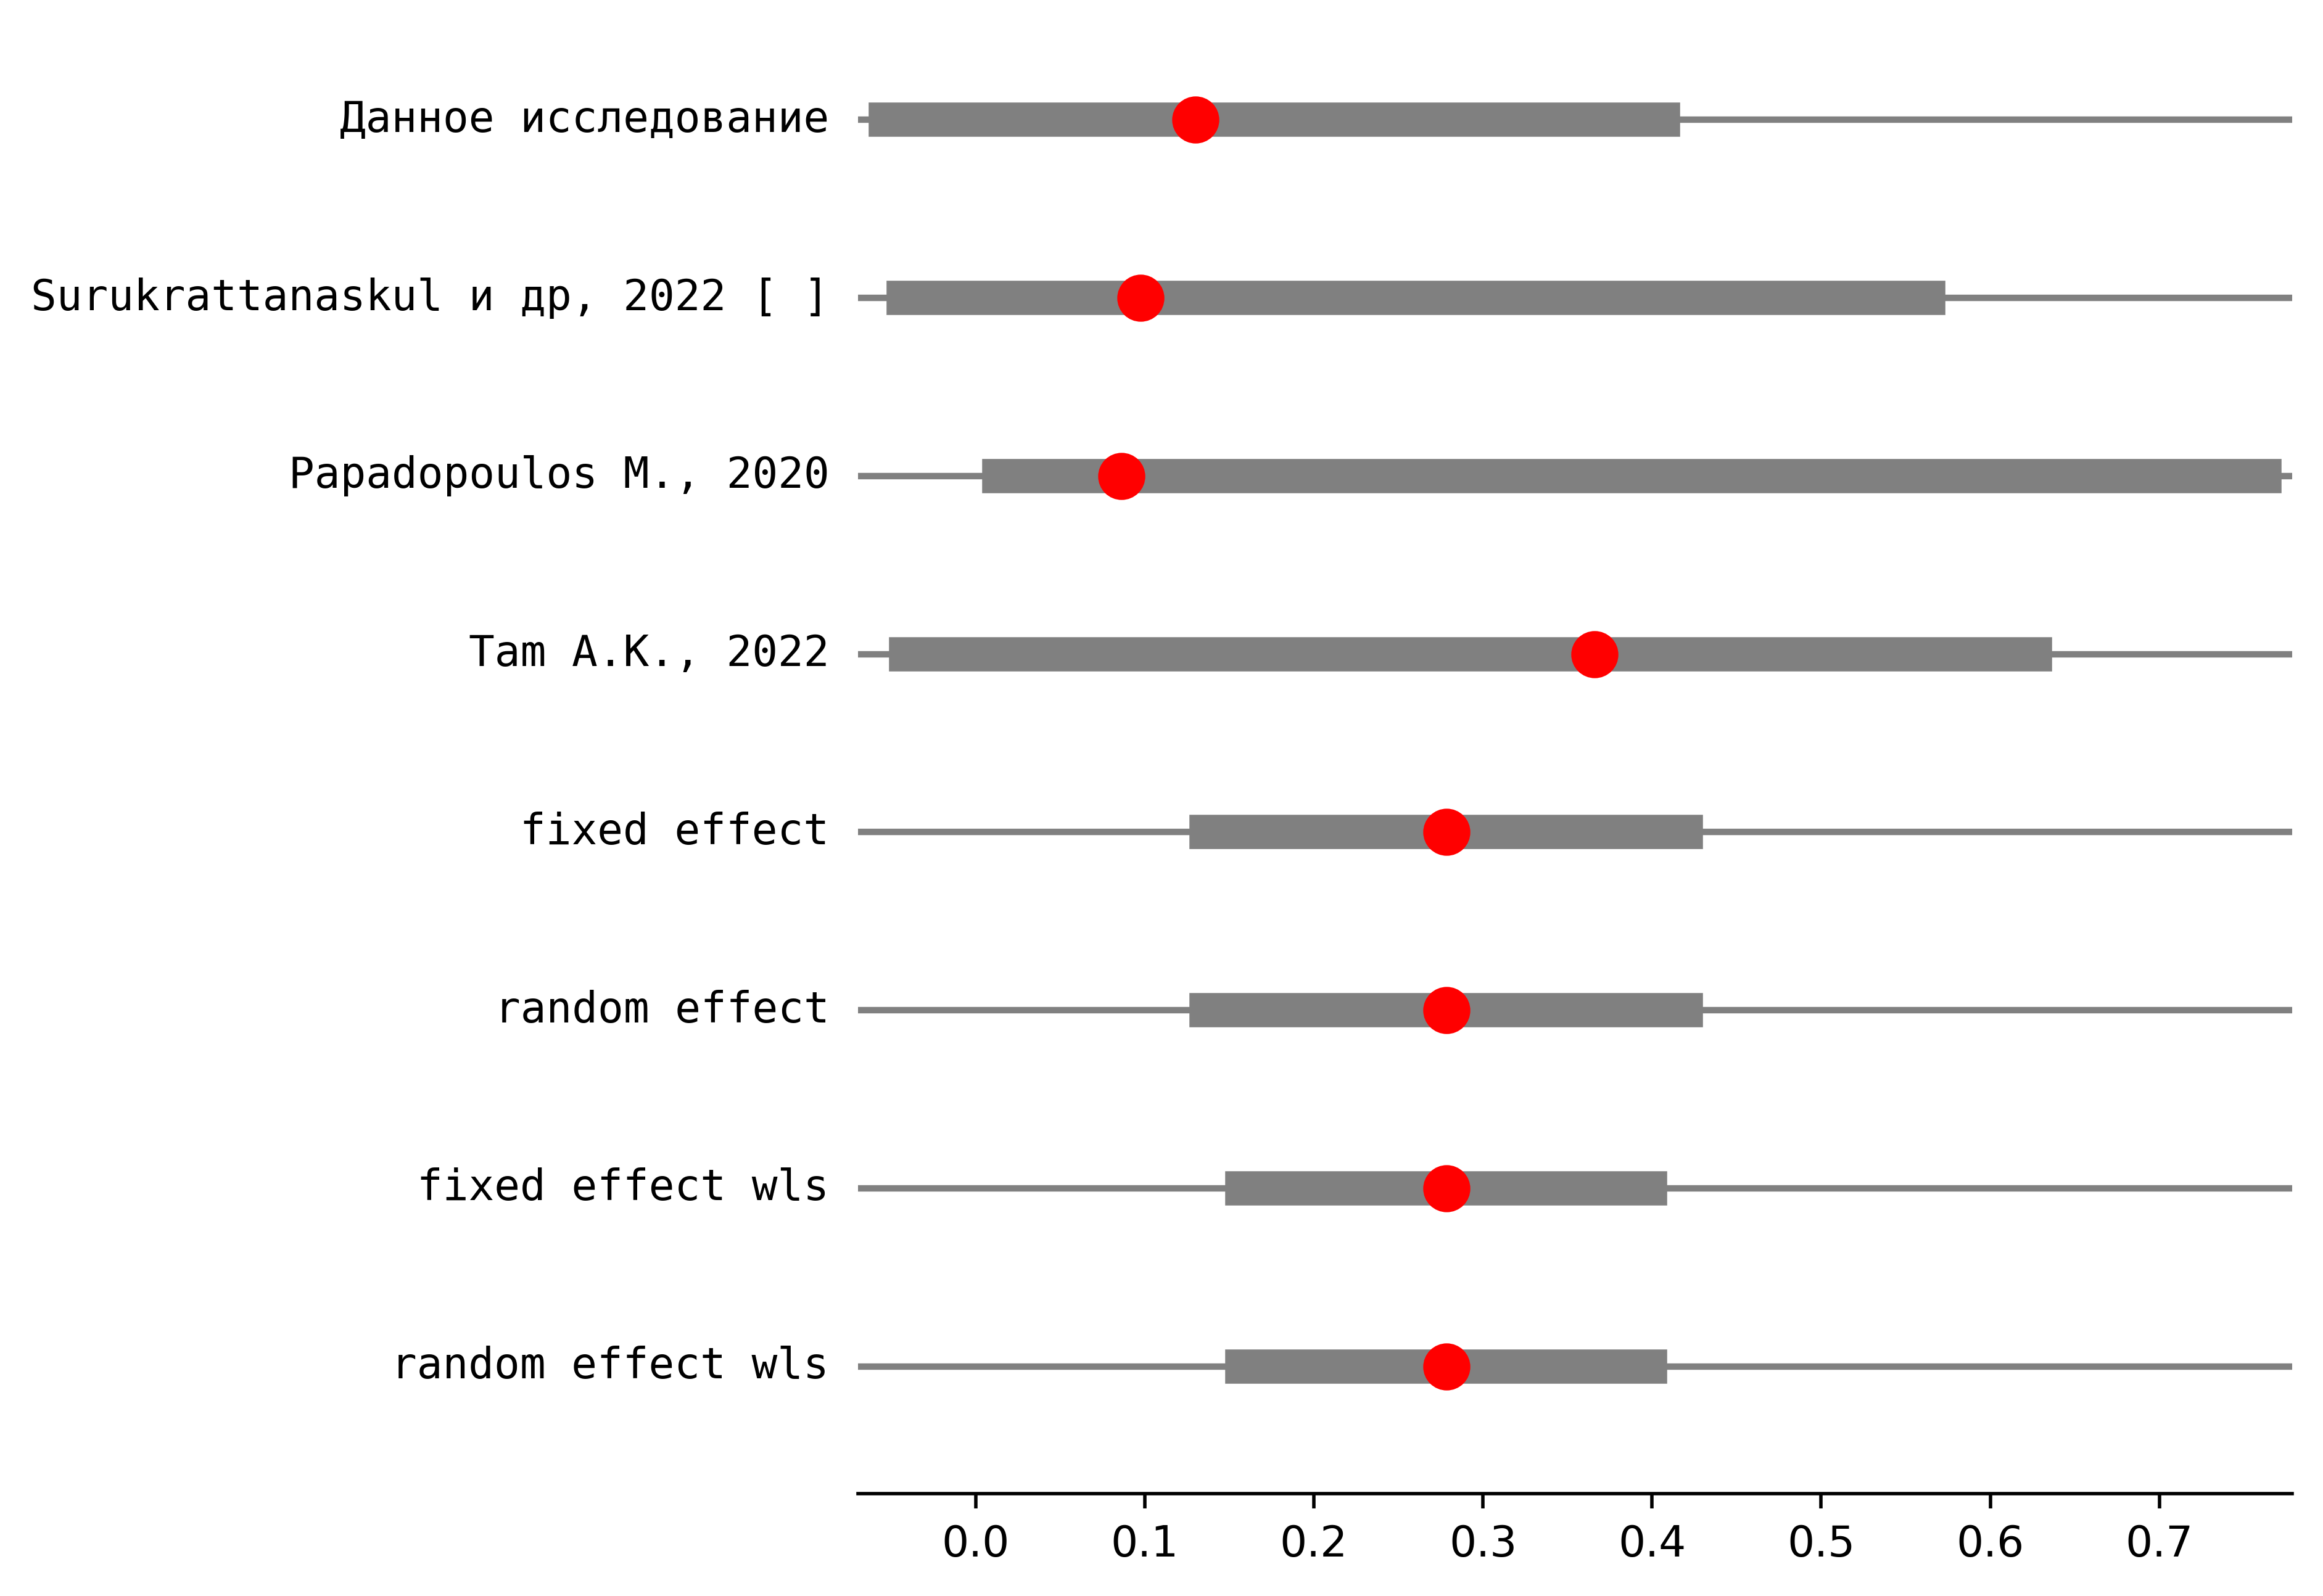 Данное исследование
Surukrattanaskul и др, 2022 [ ]
Papadopoulos M., 2020
Tam A.K., 2022
fixed effect
random effect
fixed effect wls
random effect wls
0.0 0.1 0.2 0.3 0.4 0.5 0.6 0.7